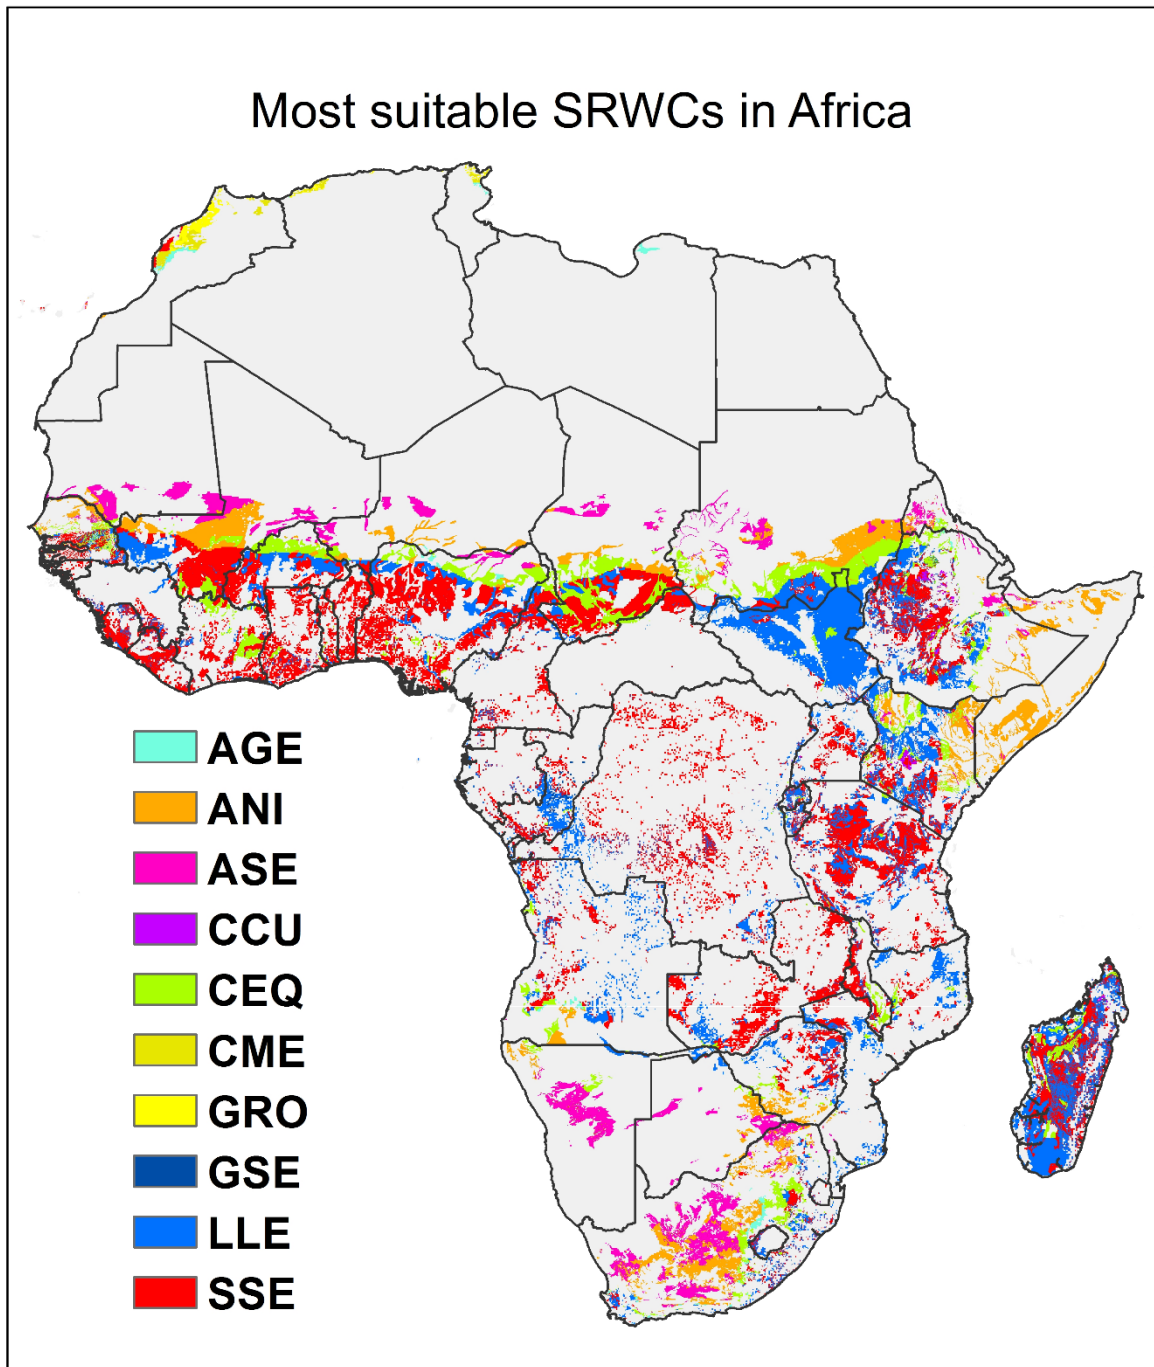 Most suitable SRWCs in Africa
AGE
ANI
ASE
CCU
CEQ
CME
GRO
GSE
LLE
SSE